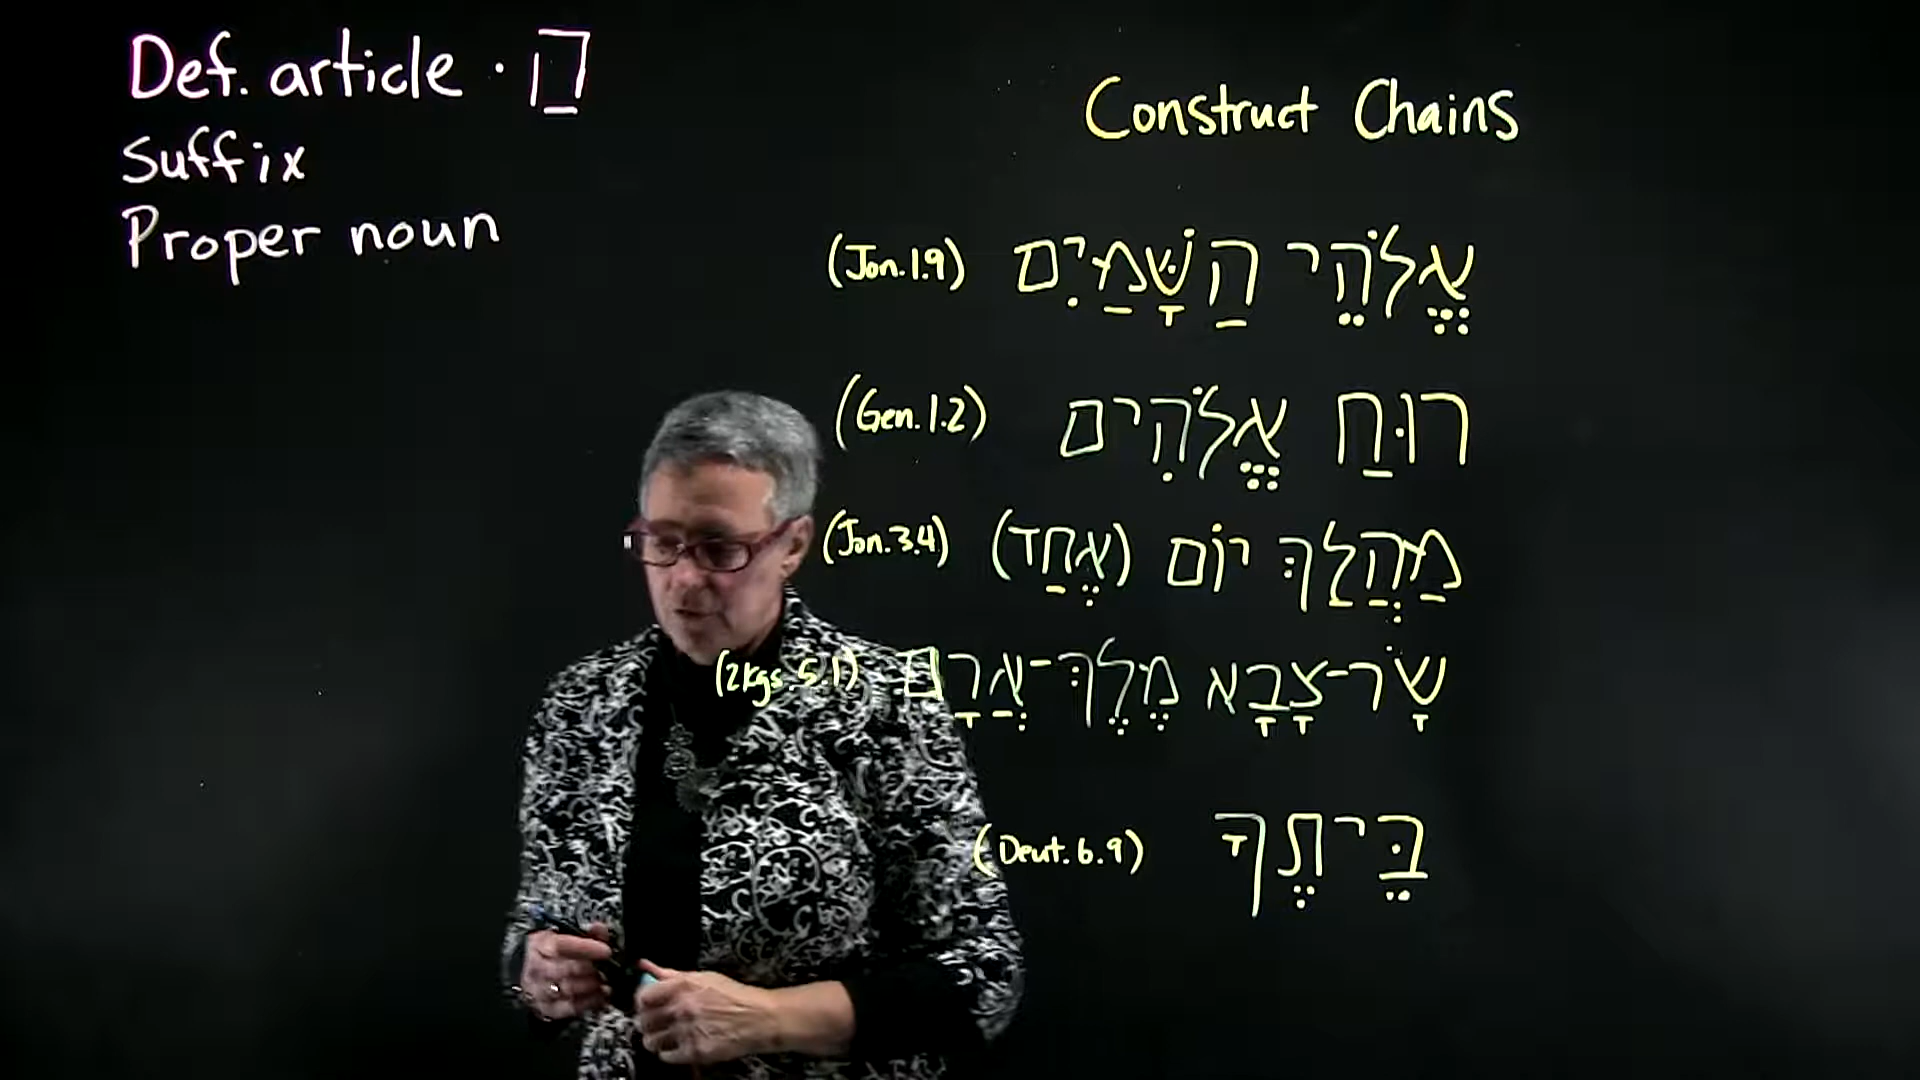 Def. article · הַ
Suffix
Proper noun
Construct Chains
אֱלֹהֵי הַשָּׁמַיִם (Jon. 1.9)
רוּחַ אֱלֹהִים (Gen. 1.2)
מַהֲלַךְ יוֹם (אֶחַד) (Jon. 3.4)
שָׂר-צְבָא מֶלֶךְ-אֲרָם (2Kgs. 5.1)
בֵּיתֶךָ (Deut. 6.9)